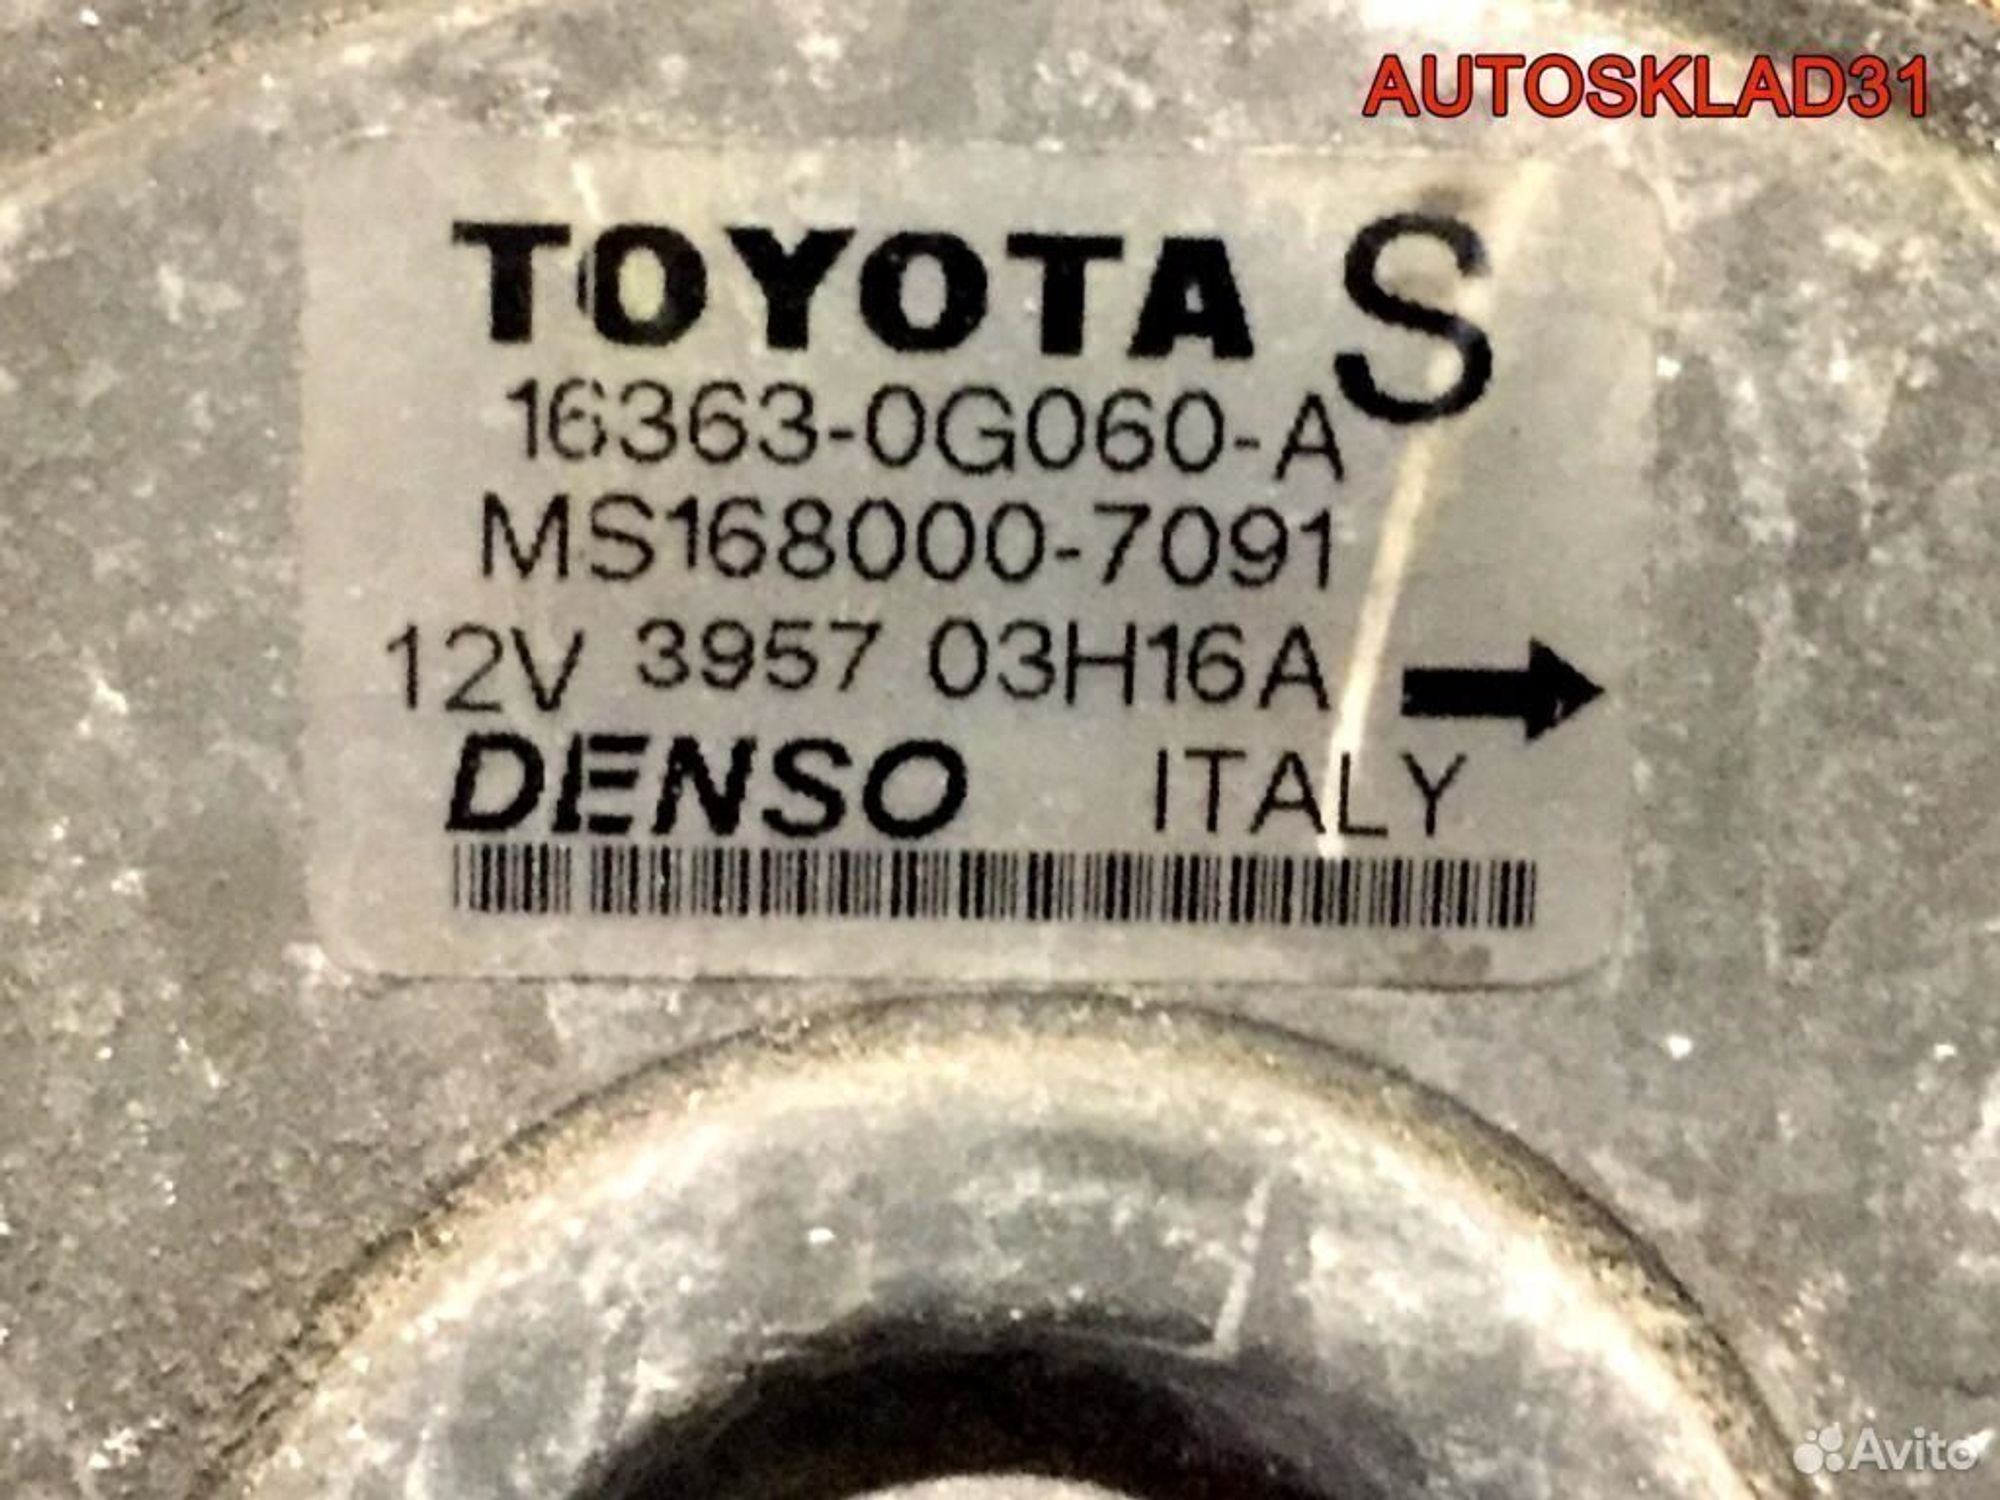 AUTOSKLAD31
TOYOTA S
16363-0G060-A
MS168000-7091
12V 3957 03H16A
DENSO ITALY
Avito